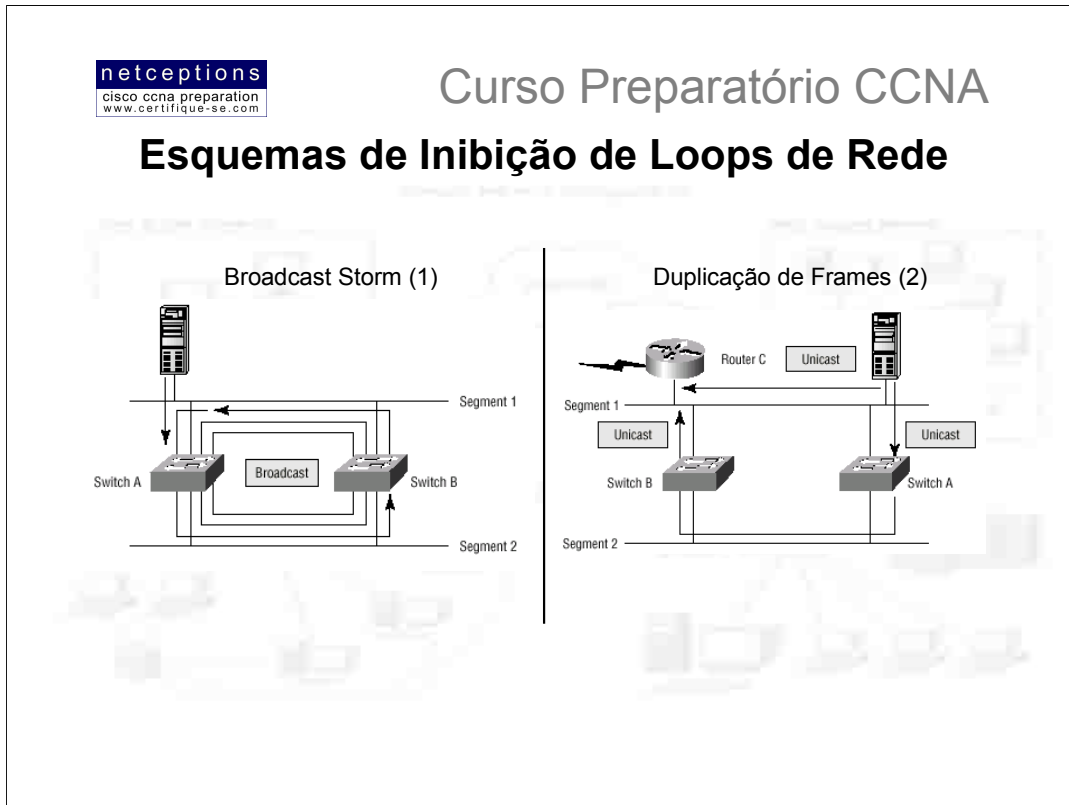 netceptions
cisco ccna preparation
www.certifique-se.com
Curso Preparatório CCNA
Esquemas de Inibição de Loops de Rede
Broadcast Storm (1)
Segment 1
Switch A
Broadcast
Switch B
Segment 2
Duplicação de Frames (2)
Router C
Unicast
Segment 1
Unicast
Unicast
Switch B
Switch A
Segment 2